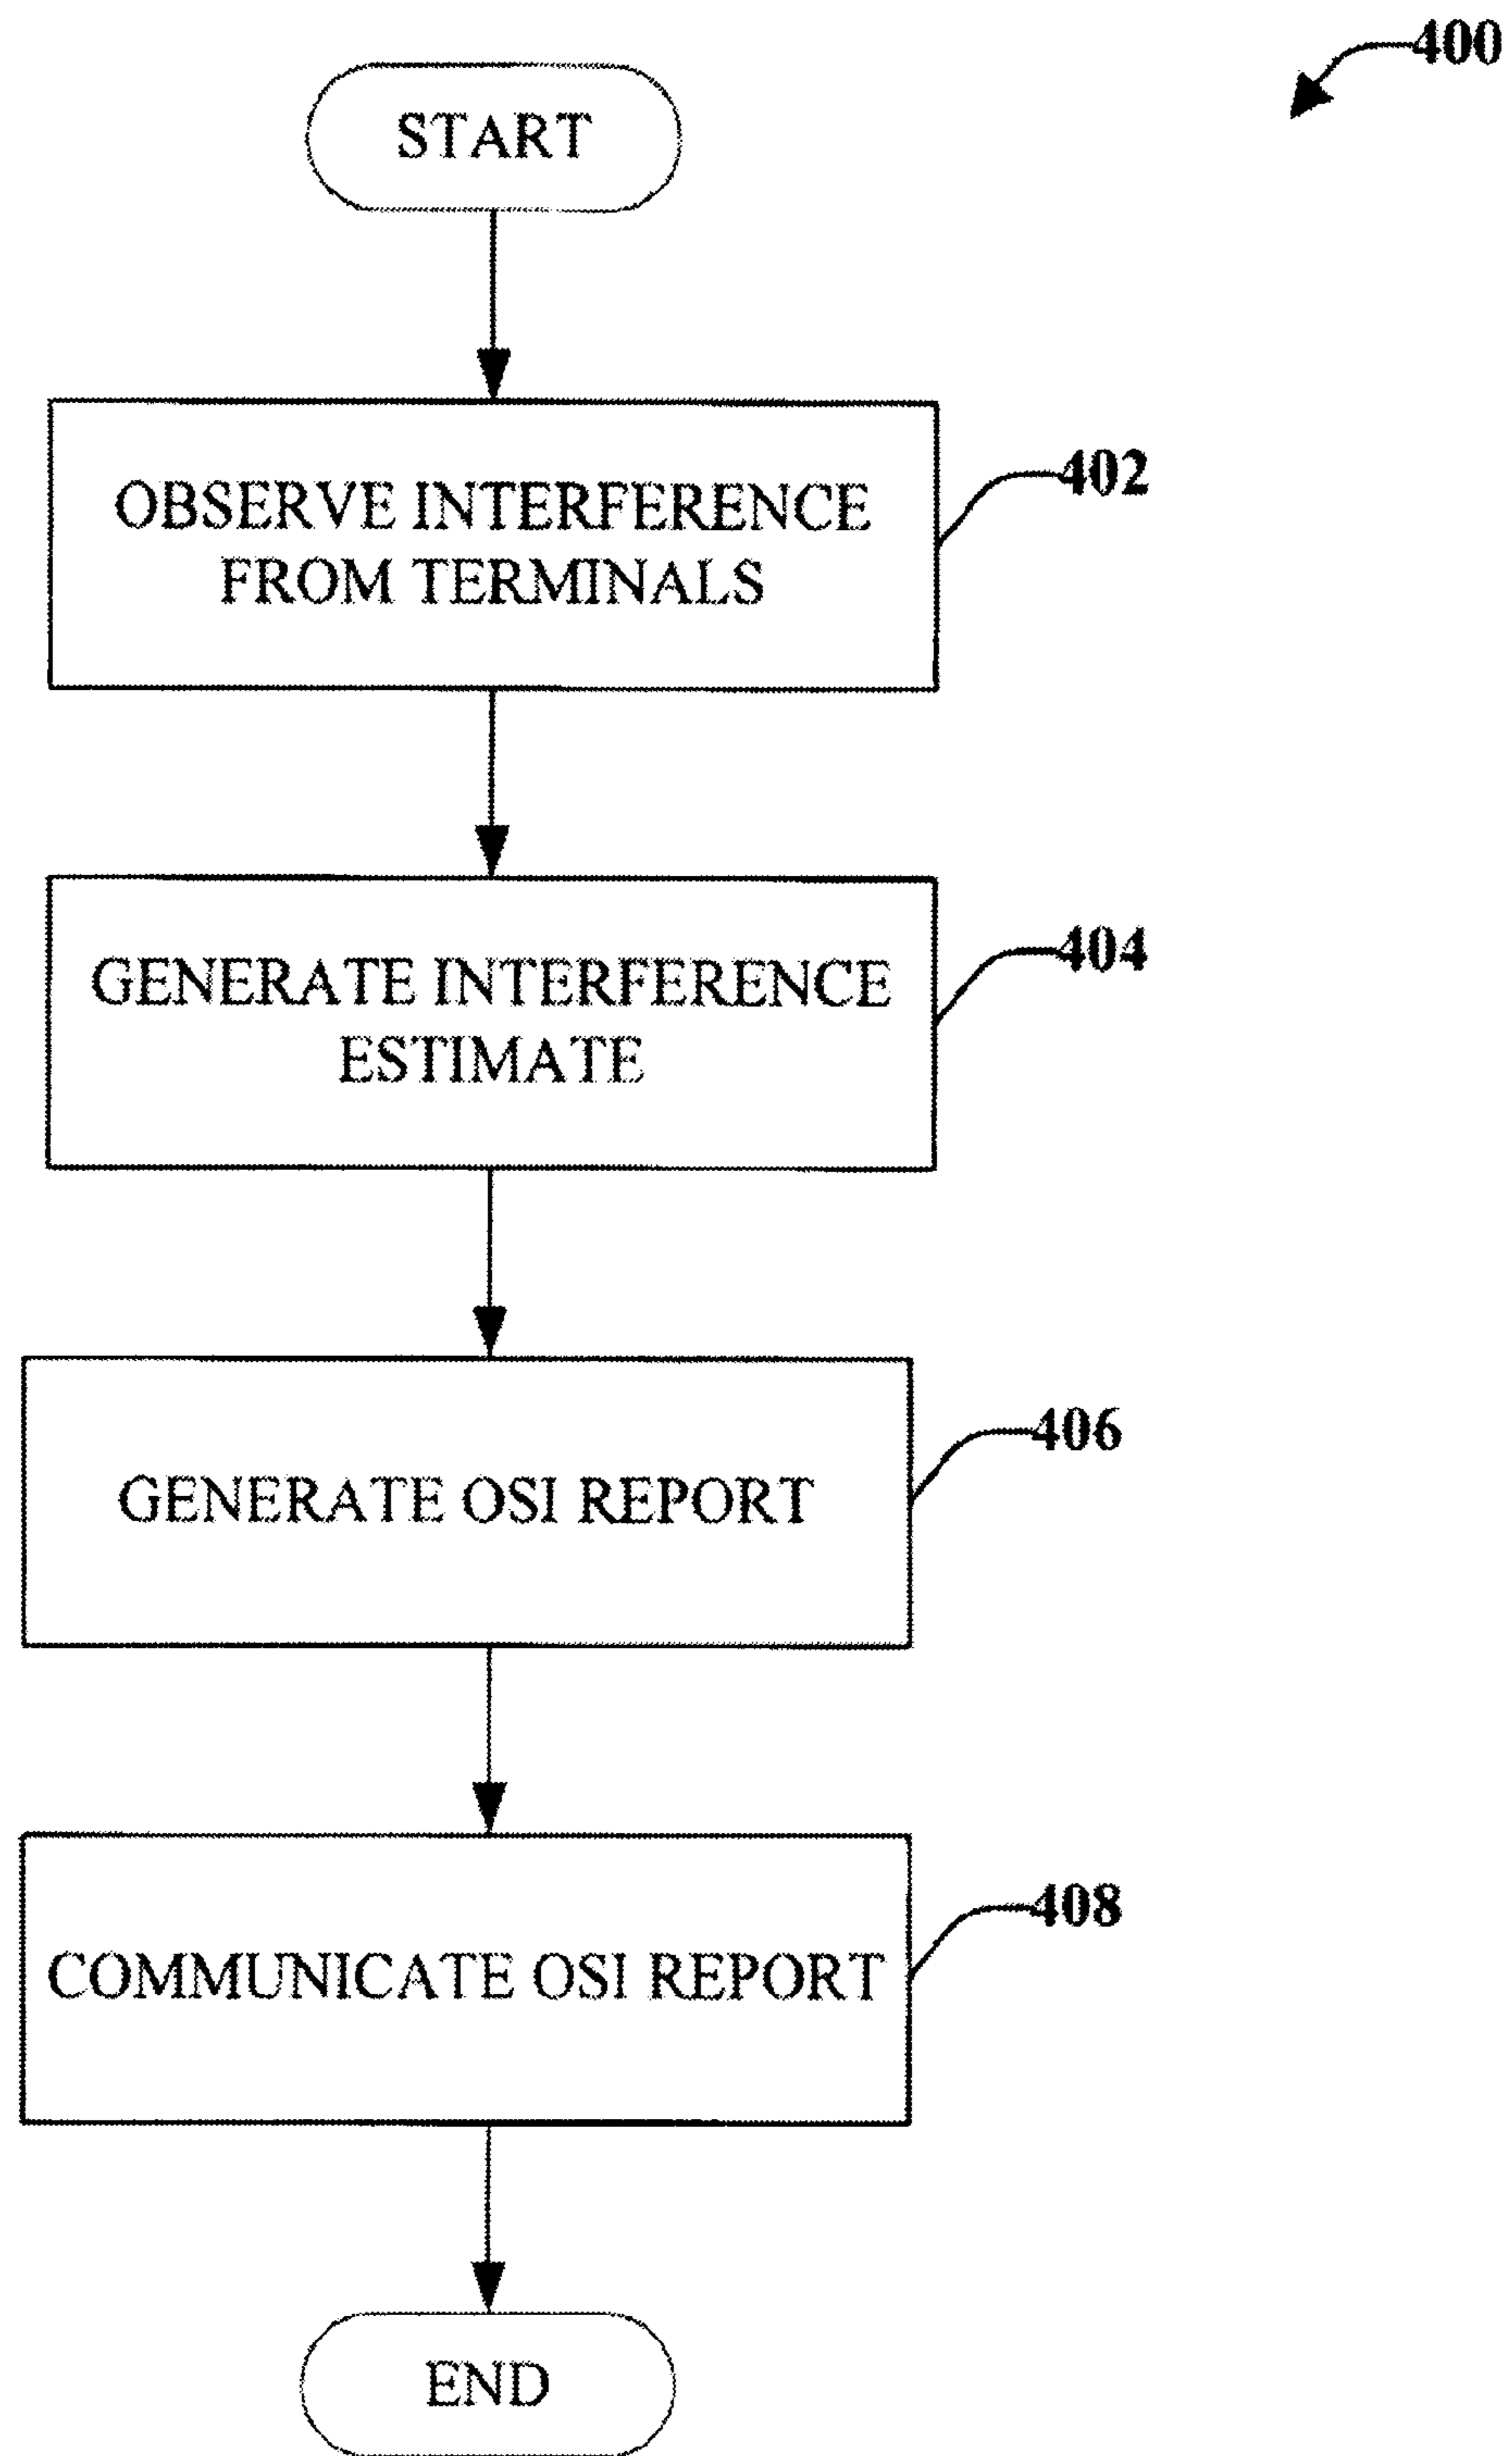 400
START
OBSERVE INTERFERENCE
FROM TERMINALS
402
GENERATE INTERFERENCE
ESTIMATE
404
GENERATE OSI REPORT
406
COMMUNICATE OSI REPORT
408
END